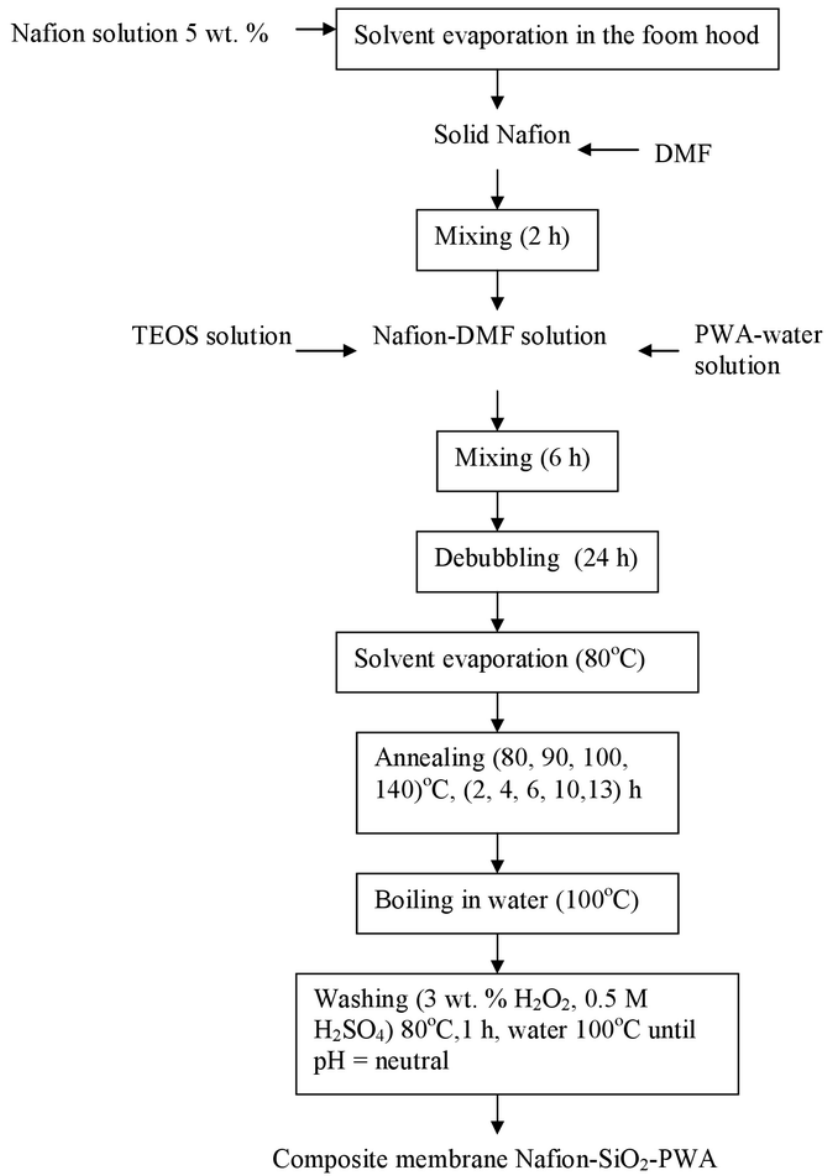 Nafion solution 5 wt. %
Solvent evaporation in the foom hood
Solid Nafion
DMF
Mixing (2 h)
TEOS solution
Nafion-DMF solution
PWA-water
solution
Mixing (6 h)
Debubbling (24 h)
Solvent evaporation (80°C)
Annealing (80, 90, 100,
140)°C, (2, 4, 6, 10,13) h
Boiling in water (100°C)
Washing (3 wt. % H₂O₂, 0.5 M
H₂SO₄) 80°C,1 h, water 100°C until
pH = neutral
Composite membrane Nafion-SiO₂-PWA